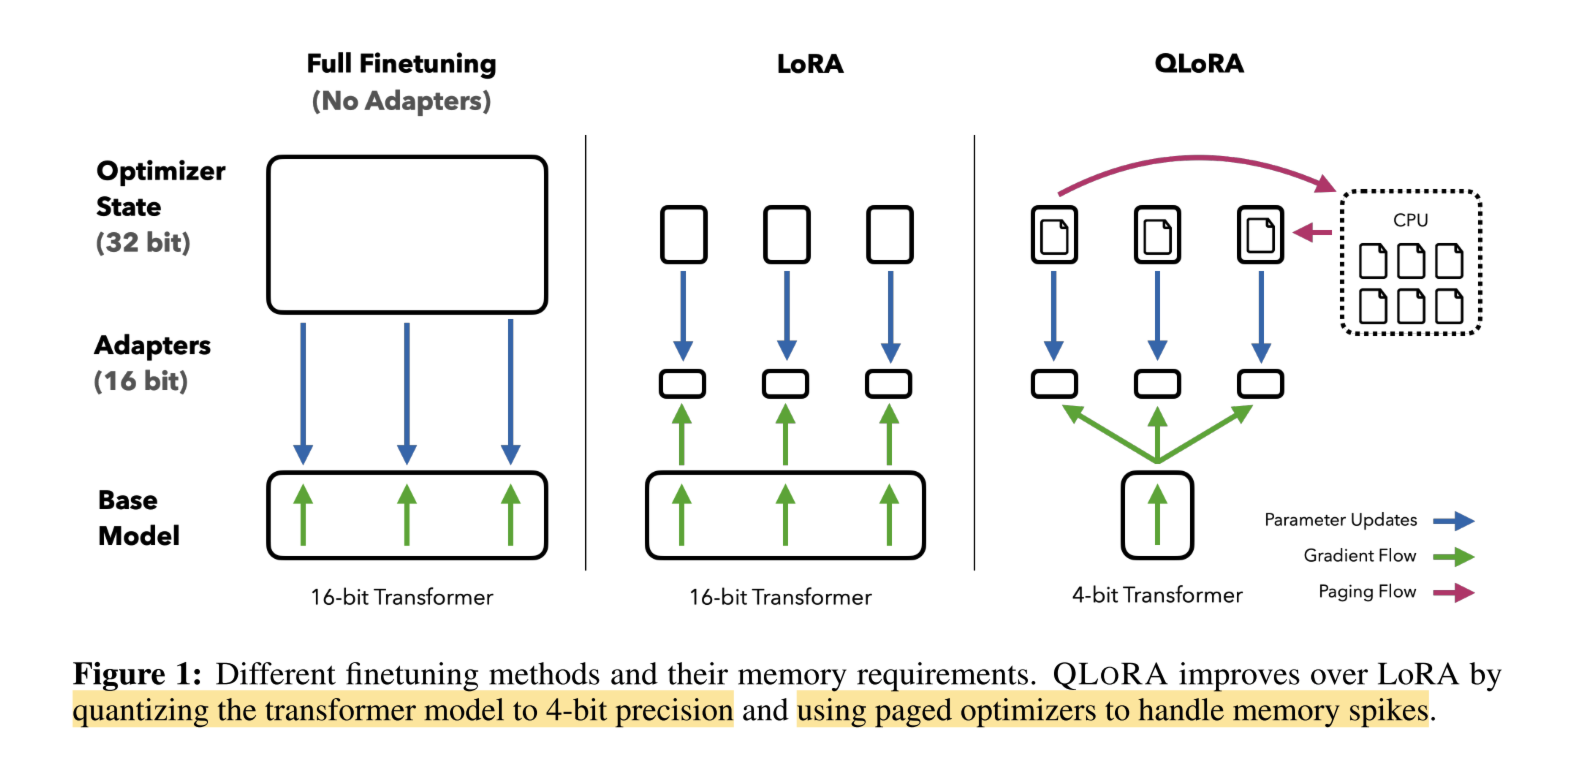 Full Finetuning
(No Adapters)
LoRA
QLoRA
Optimizer
State
(32 bit)
CPU
Adapters
(16 bit)
Base
Model
Parameter Updates
Gradient Flow
Paging Flow
16-bit Transformer
16-bit Transformer
4-bit Transformer
Figure 1: Different finetuning methods and their memory requirements. QLORA improves over LoRA by
quantizing the transformer model to 4-bit precision and using paged optimizers to handle memory spikes.